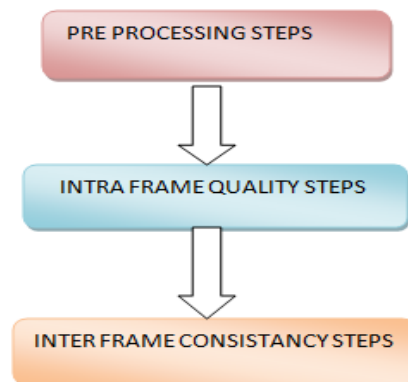 PRE PROCESSING STEPS
INTRA FRAME QUALITY STEPS
INTER FRAME CONSISTANCY STEPS